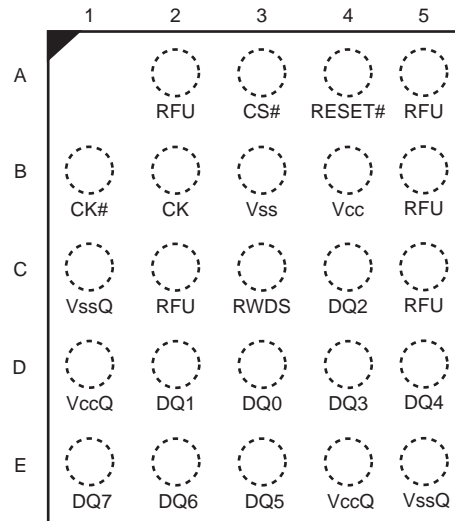 1 2 3 4 5
A
RFU CS# RESET# RFU
B
CK# CK Vss Vcc RFU
C
VssQ RFU RWDS DQ2 RFU
D
VccQ DQ1 DQ0 DQ3 DQ4
E
DQ7 DQ6 DQ5 VccQ VssQ